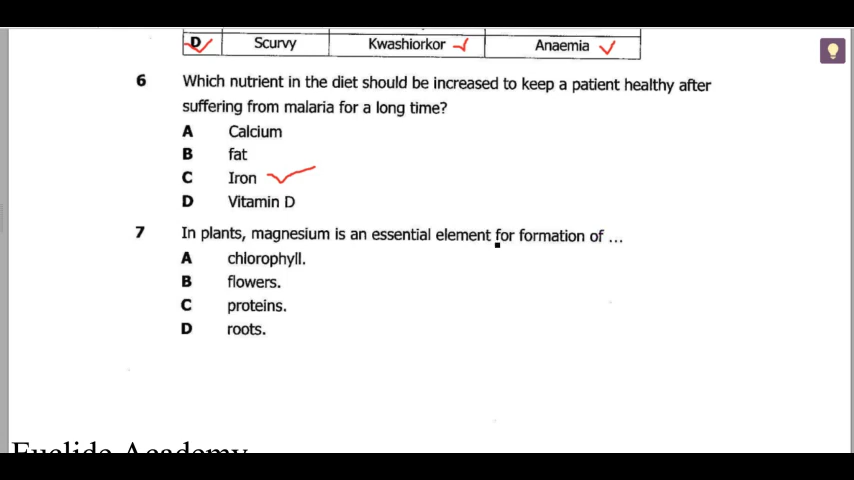 D Scurvy Kwashiorkor Anaemia
6 Which nutrient in the diet should be increased to keep a patient healthy after
suffering from malaria for a long time?
A Calcium
B fat
C Iron
D Vitamin D
7 In plants, magnesium is an essential element for formation of ...
A chlorophyll.
B flowers.
C proteins.
D roots.
Euclide Academy